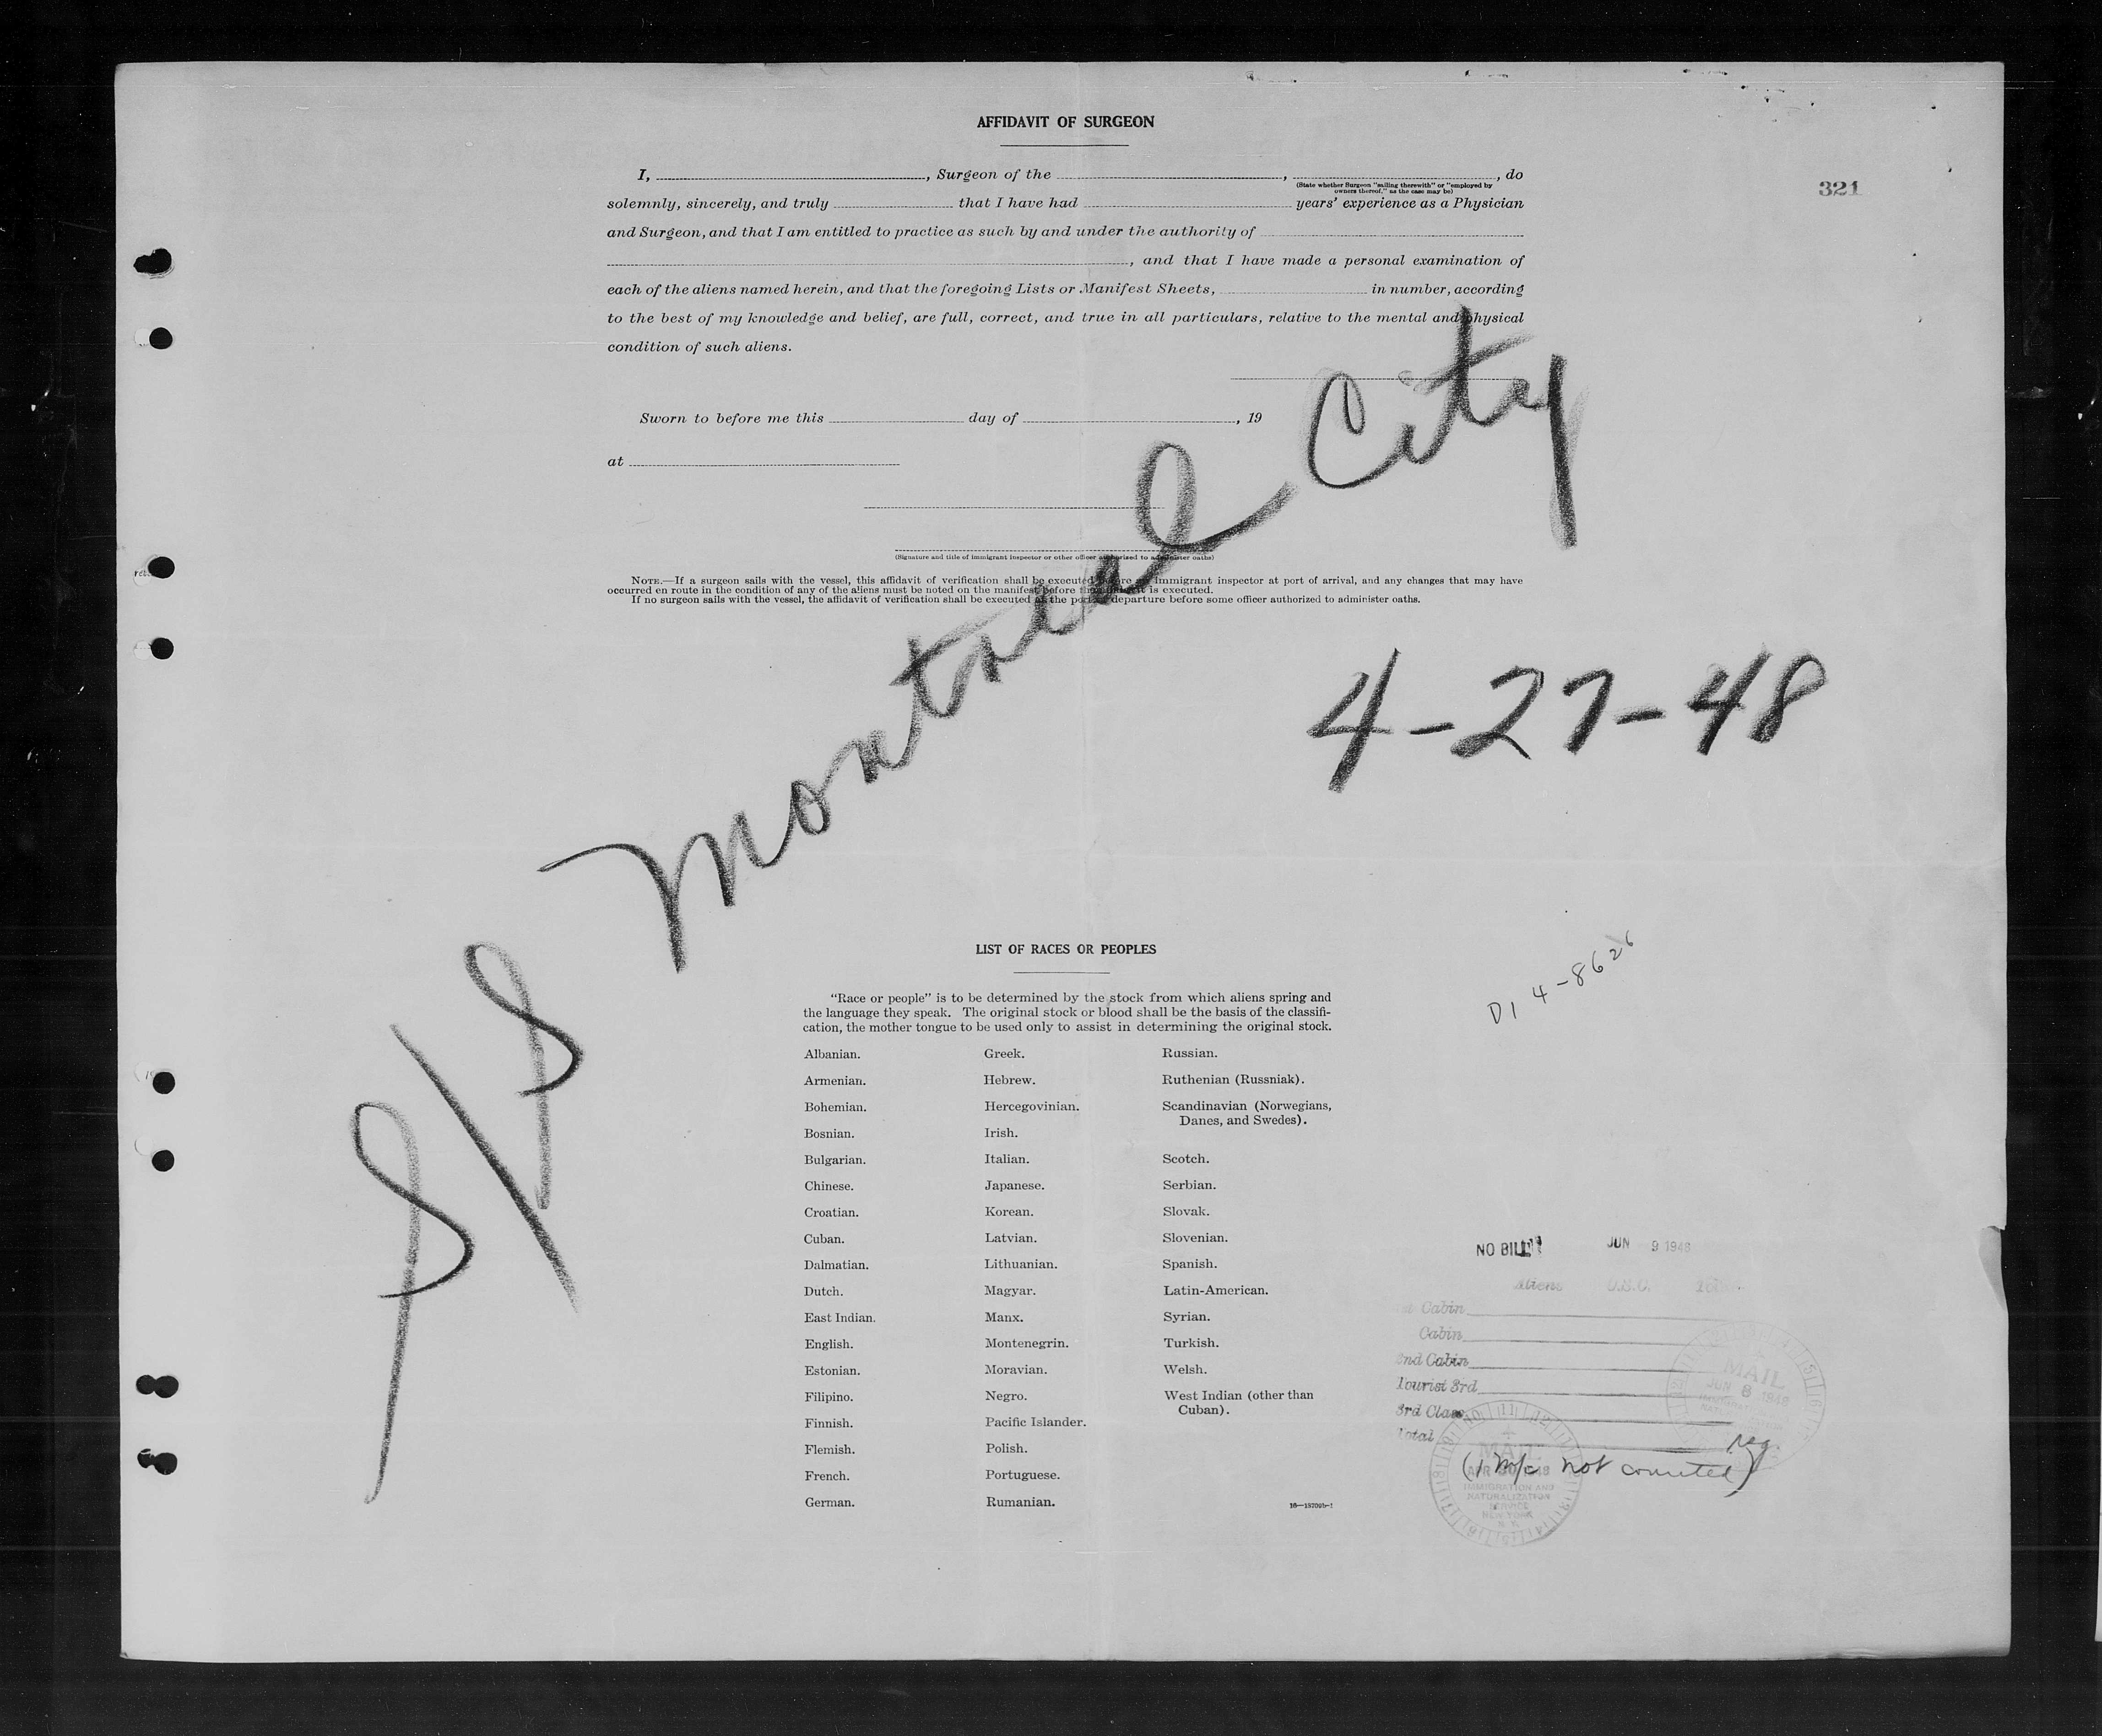 AFFIDAVIT OF SURGEON
321
I, , Surgeon of the , , do
(State whether Surgeon "sailing therewith" or "employed by
owners thereof," as the case may be)
solemnly, sincerely, and truly that I have had years' experience as a Physician
and Surgeon, and that I am entitled to practice as such by and under the authority of
, and that I have made a personal examination of
each of the aliens named herein, and that the foregoing Lists or Manifest Sheets, in number, according
to the best of my knowledge and belief, are full, correct, and true in all particulars, relative to the mental and physical
condition of such aliens.
Sworn to before me this day of , 19
at
(Signature and title of immigrant inspector or other officer authorized to administer oaths)
NOTE.—If a surgeon sails with the vessel, this affidavit of verification shall be executed before an immigrant inspector at port of arrival, and any changes that may have
occurred en route in the condition of any of the aliens must be noted on the manifest before the affidavit is executed.
If no surgeon sails with the vessel, the affidavit of verification shall be executed at the port of departure before some officer authorized to administer oaths.
S/S Montreal City
4-27-48
LIST OF RACES OR PEOPLES
"Race or people" is to be determined by the stock from which aliens spring and
the language they speak. The original stock or blood shall be the basis of the classifi-
cation, the mother tongue to be used only to assist in determining the original stock.
D1 4-8626
Albanian.
Armenian.
Bohemian.
Bosnian.
Bulgarian.
Chinese.
Croatian.
Cuban.
Dalmatian.
Dutch.
East Indian.
English.
Estonian.
Filipino.
Finnish.
Flemish.
French.
German.
Greek.
Hebrew.
Hercegovinian.
Irish.
Italian.
Japanese.
Korean.
Latvian.
Lithuanian.
Magyar.
Manx.
Montenegrin.
Moravian.
Negro.
Pacific Islander.
Polish.
Portuguese.
Rumanian.
Russian.
Ruthenian (Russniak).
Scandinavian (Norwegians,
Danes, and Swedes).
Scotch.
Serbian.
Slovak.
Slovenian.
Spanish.
Latin-American.
Syrian.
Turkish.
Welsh.
West Indian (other than
Cuban).
NO BILL JUN 9 1948
Aliens U.S.C.
Cabin
Cabin
2nd Cabin
Tourist 3rd
3rd Class
Total
MAIL
JUN 8 1948
reg.
(1 m/c not counted)
MAIL
APR 1948
IMMIGRATION AND
NATURALIZATION
SERVICE
NEW YORK
N. Y.